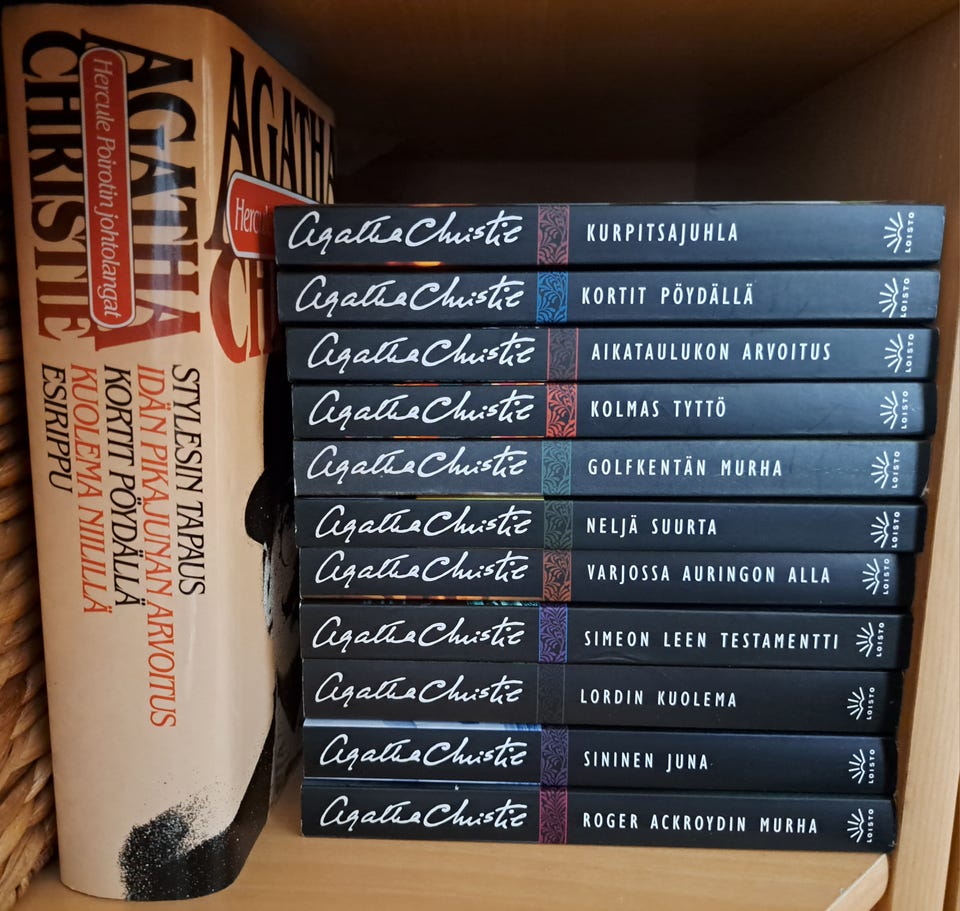 AGATHA
CHRISTIE
Hercule Poirotin johtolangat
STYLESIN TAPAUS
IDÄN PIKAJUNAN ARVOITUS
KORTIT PÖYDÄLLÄ
KUOLEMA NIILILLÄ
ESIRIPPU
AGATHA
Hercu
CH
Agatha Christie KURPITSAJUHLA LOISTO
Agatha Christie KORTIT PÖYDÄLLÄ LOISTO
Agatha Christie AIKATAULUKON ARVOITUS LOISTO
Agatha Christie KOLMAS TYTTÖ LOISTO
Agatha Christie GOLFKENTÄN MURHA LOISTO
Agatha Christie NELJÄ SUURTA LOISTO
Agatha Christie VARJOSSA AURINGON ALLA LOISTO
Agatha Christie SIMEON LEEN TESTAMENTTI LOISTO
Agatha Christie LORDIN KUOLEMA LOISTO
Agatha Christie SININEN JUNA LOISTO
Agatha Christie ROGER ACKROYDIN MURHA LOISTO